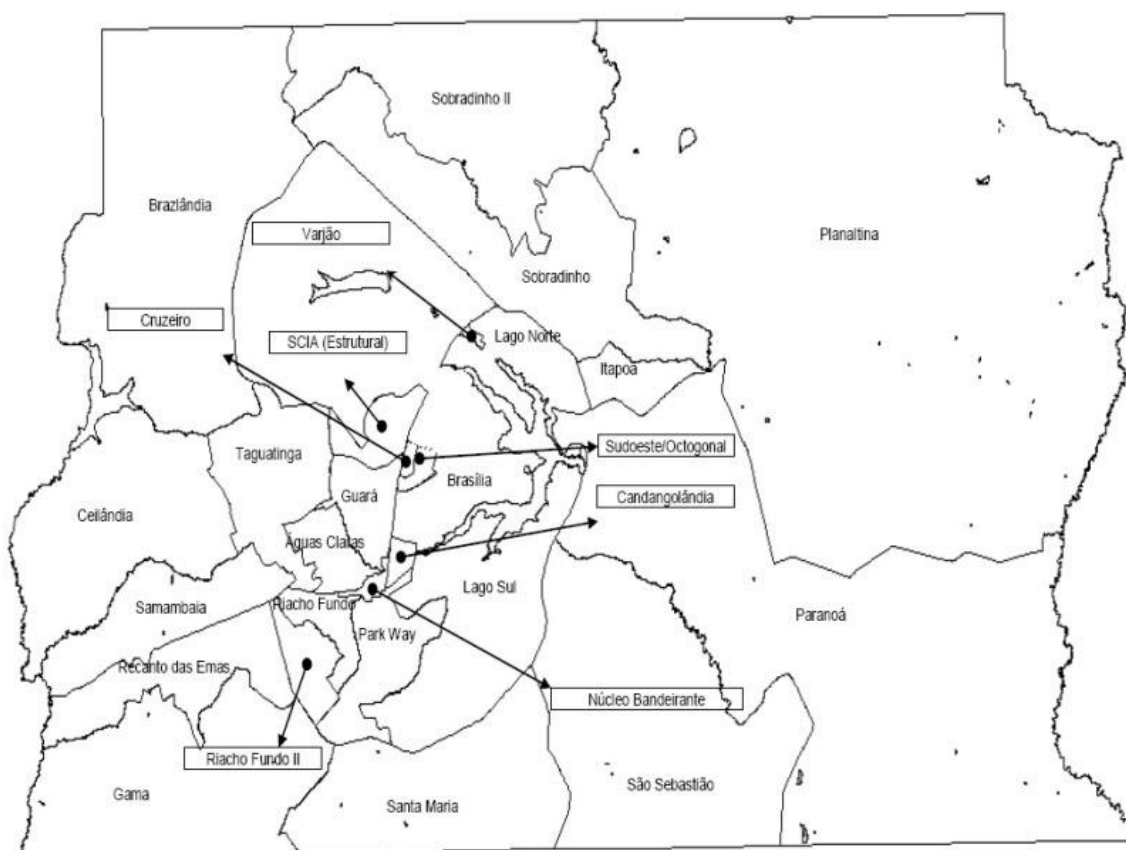 Sobradinho II
Brazlândia
Varjão
Planaltina
Sobradinho
Cruzeiro
SCIA (Estrutural)
Lago Norte
Itapoã
Taguatinga
Sudoeste/Octogonal
Guará
Brasília
Candangolândia
Ceilândia
Águas Claras
Lago Sul
Samambaia
Riacho Fundo
Paranoá
Park Way
Recanto das Emas
Núcleo Bandeirante
Riacho Fundo II
São Sebastião
Gama
Santa Maria